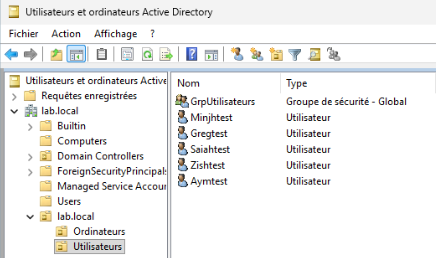 Utilisateurs et ordinateurs Active Directory
Fichier Action Affichage ?
Utilisateurs et ordinateurs Active
Requêtes enregistrées
lab.local
Builtin
Computers
Domain Controllers
ForeignSecurityPrincipals
Managed Service Accoun
Users
lab.local
Ordinateurs
Utilisateurs
Nom Type
GrpUtilisateurs Groupe de sécurité - Global
Minjhtest Utilisateur
Gregtest Utilisateur
Saiahtest Utilisateur
Zishtest Utilisateur
Aymtest Utilisateur